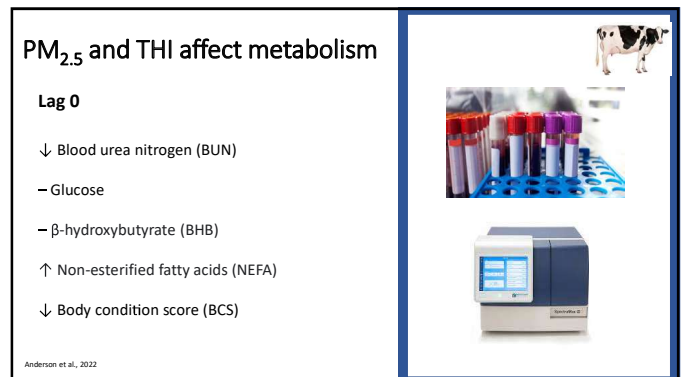 PM2.5 and THI affect metabolism
Lag 0
↓ Blood urea nitrogen (BUN)
– Glucose
– β-hydroxybutyrate (BHB)
↑ Non-esterified fatty acids (NEFA)
↓ Body condition score (BCS)
Anderson et al., 2022